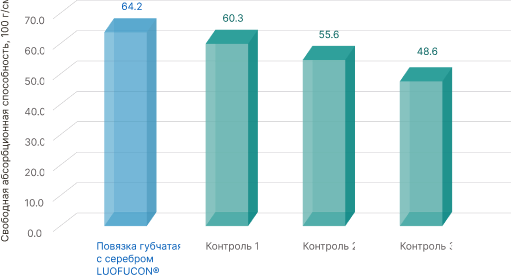 64.2
60.3
55.6
48.6
Свободная абсорбционная способность, 100 г/см
70.0
60.0
50.0
40.0
30.0
20.0
10.0
0.0
Повязка губчатая
с серебром
LUOFUCON®
Контроль 1
Контроль 2
Контроль 3